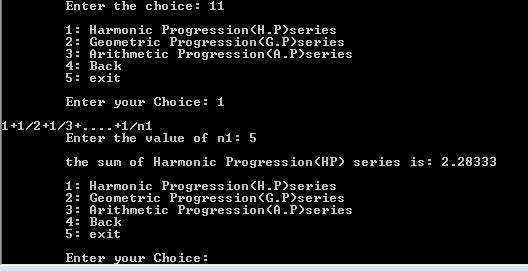 Enter the choice: 11
1: Harmonic Progression(H.P)series
2: Geometric Progression(G.P)series
3: Arithmetic Progression(A.P)series
4: Back
5: exit
Enter your Choice: 1
1+1/2+1/3+....+1/n1
Enter the value of n1: 5
the sum of Harmonic Progression(HP) series is: 2.28333
1: Harmonic Progression(H.P)series
2: Geometric Progression(G.P)series
3: Arithmetic Progression(A.P)series
4: Back
5: exit
Enter your Choice: